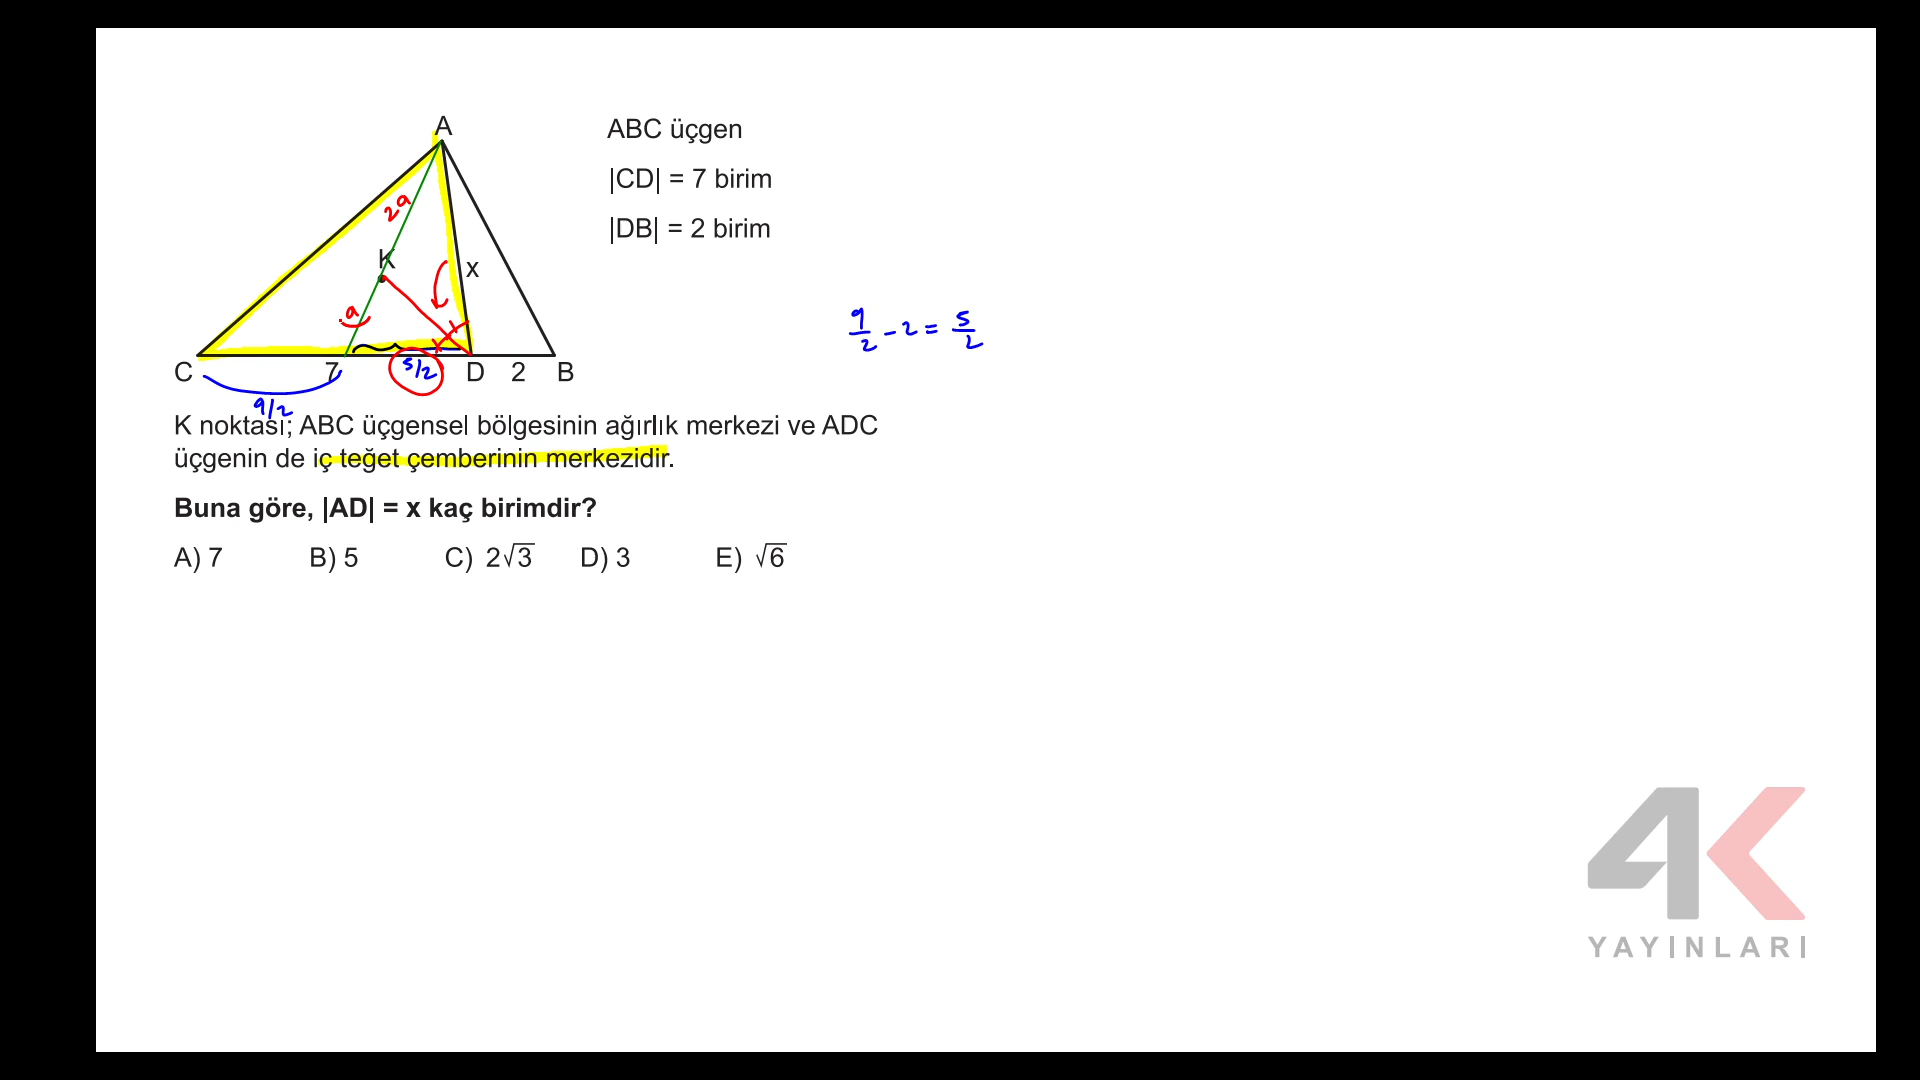 A
ABC üçgen
|CD| = 7 birim
|DB| = 2 birim
2a
K
x
a
9/2 - 2 = 5/2
C 7 5/2 D 2 B
9/2
K noktası; ABC üçgensel bölgesinin ağırlık merkezi ve ADC
üçgenin de iç teğet çemberinin merkezidir.
Buna göre, |AD| = x kaç birimdir?
A) 7 B) 5 C) 2√3 D) 3 E) √6
4K
YAYINLARI